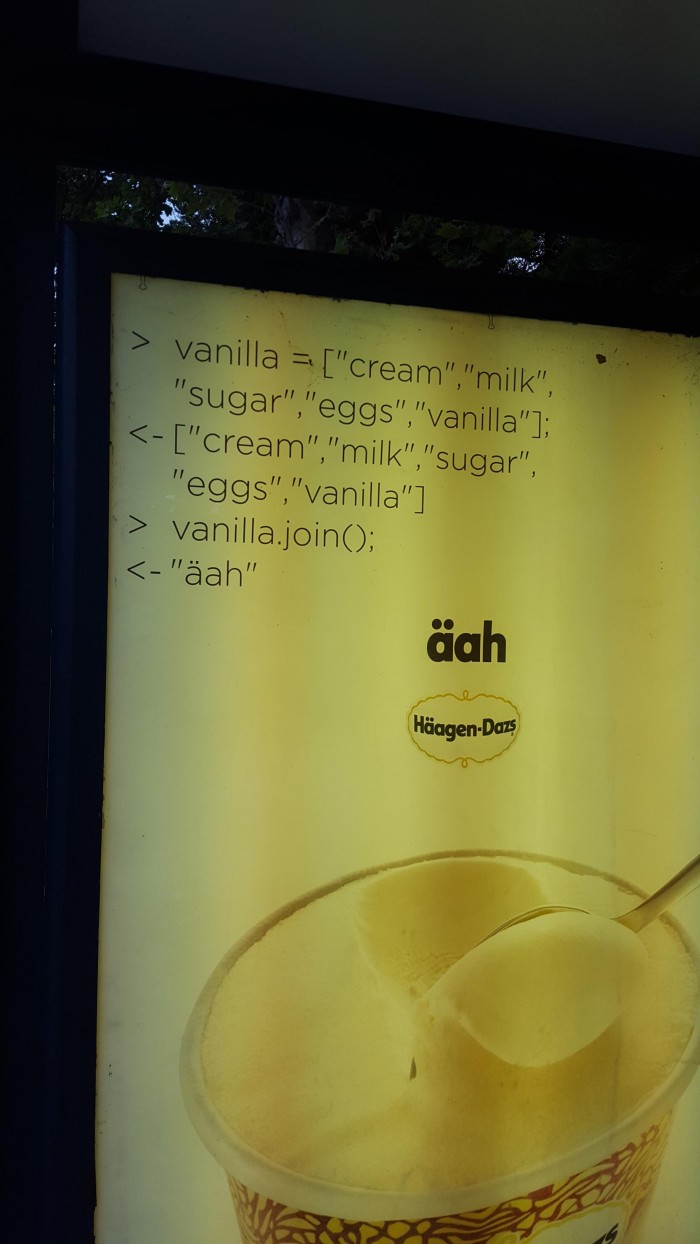 > vanilla = ["cream","milk",
"sugar","eggs","vanilla"];
<- ["cream","milk","sugar",
"eggs","vanilla"]
> vanilla.join();
<- "äah"
äah
Häagen-Dazs